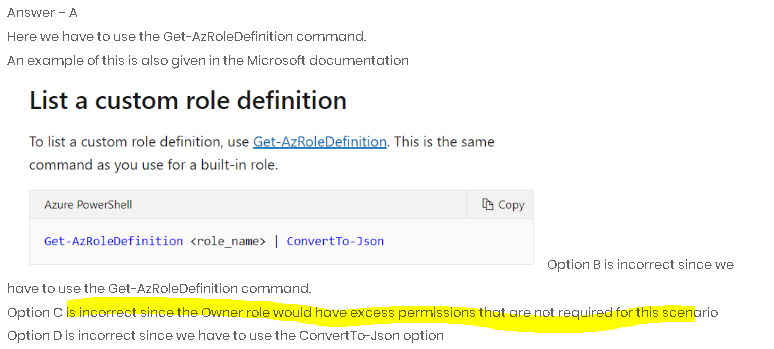 Answer – A
Here we have to use the Get-AzRoleDefinition command.
An example of this is also given in the Microsoft documentation
List a custom role definition
To list a custom role definition, use Get-AzRoleDefinition. This is the same
command as you use for a built-in role.
Azure PowerShell
Copy
Get-AzRoleDefinition <role_name> | ConvertTo-Json
Option B is incorrect since we
have to use the Get-AzRoleDefinition command.
Option C is incorrect since the Owner role would have excess permissions that are not required for this scenario
Option D is incorrect since we have to use the ConvertTo-Json option